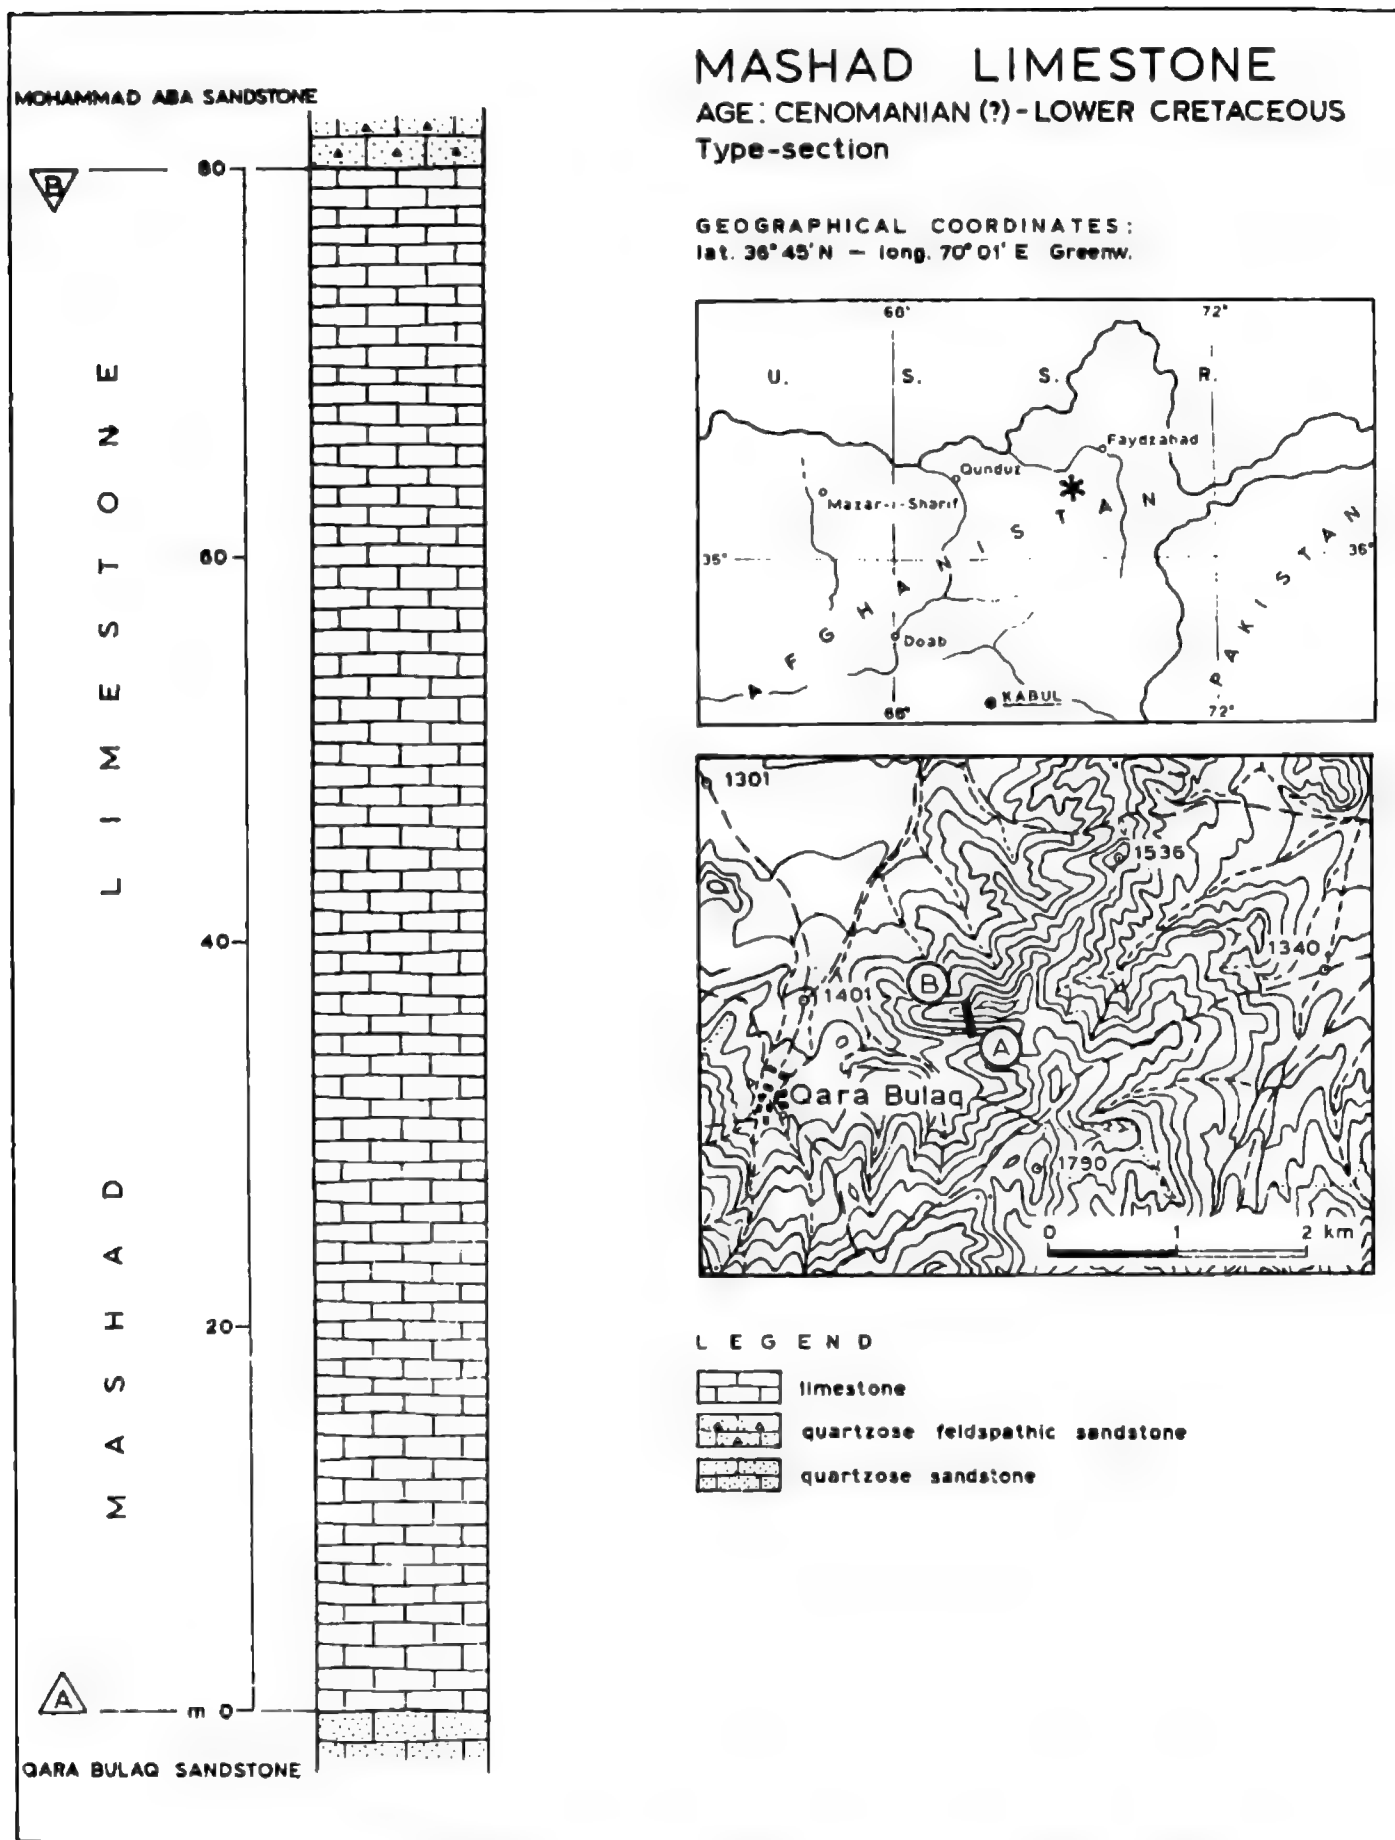 MASHAD LIMESTONE
AGE: CENOMANIAN (?) - LOWER CRETACEOUS
Type-section
GEOGRAPHICAL COORDINATES:
lat. 36° 45' N — long. 70° 01' E Greenw.
MOHAMMAD ABA SANDSTONE
B
80
60
40
20
m 0
A
MASHAD LIMESTONE
QARA BULAQ SANDSTONE
66° 72°
U. S. S. R.
Faydzabad
Qunduz
Mazar-i-Sharif
AFGHANISTAN
PAKISTAN
35° 36°
Doab
KABUL
66° 72°
1301
1536
1340
B
1401
A
Qara Bulaq
1790
0 1 2 km
LEGEND
limestone
quartzose feldspathic sandstone
quartzose sandstone